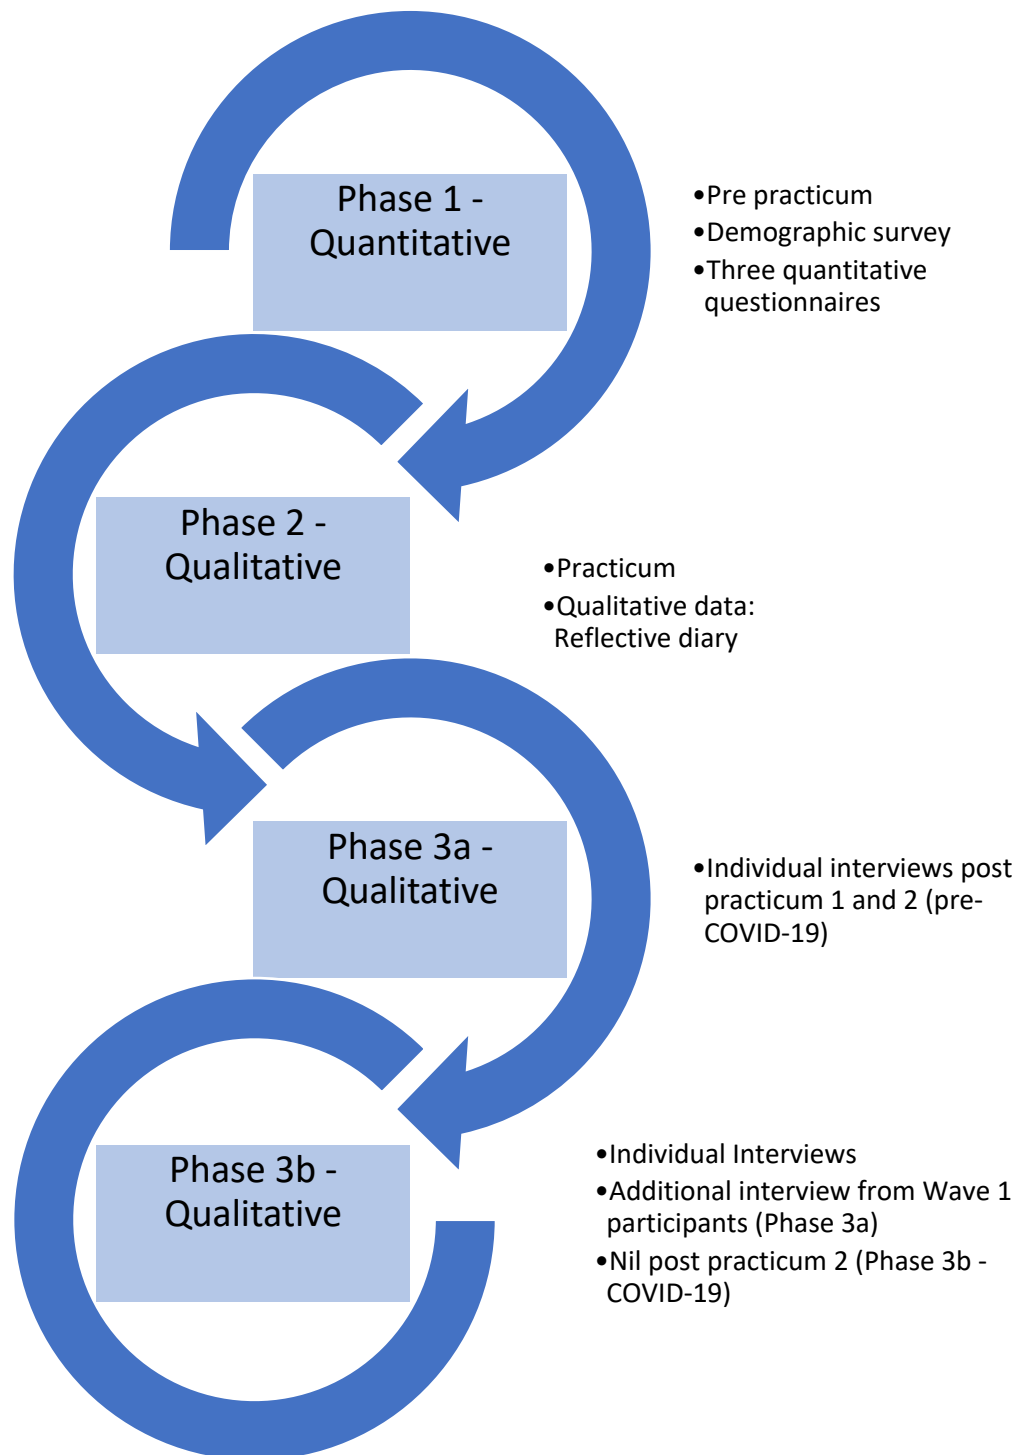 Phase 1 -
Quantitative
•Pre practicum
•Demographic survey
•Three quantitative
questionnaires
Phase 2 -
Qualitative
•Practicum
•Qualitative data:
Reflective diary
Phase 3a -
Qualitative
•Individual interviews post
practicum 1 and 2 (pre-
COVID-19)
Phase 3b -
Qualitative
•Individual Interviews
•Additional interview from Wave 1
participants (Phase 3a)
•Nil post practicum 2 (Phase 3b -
COVID-19)